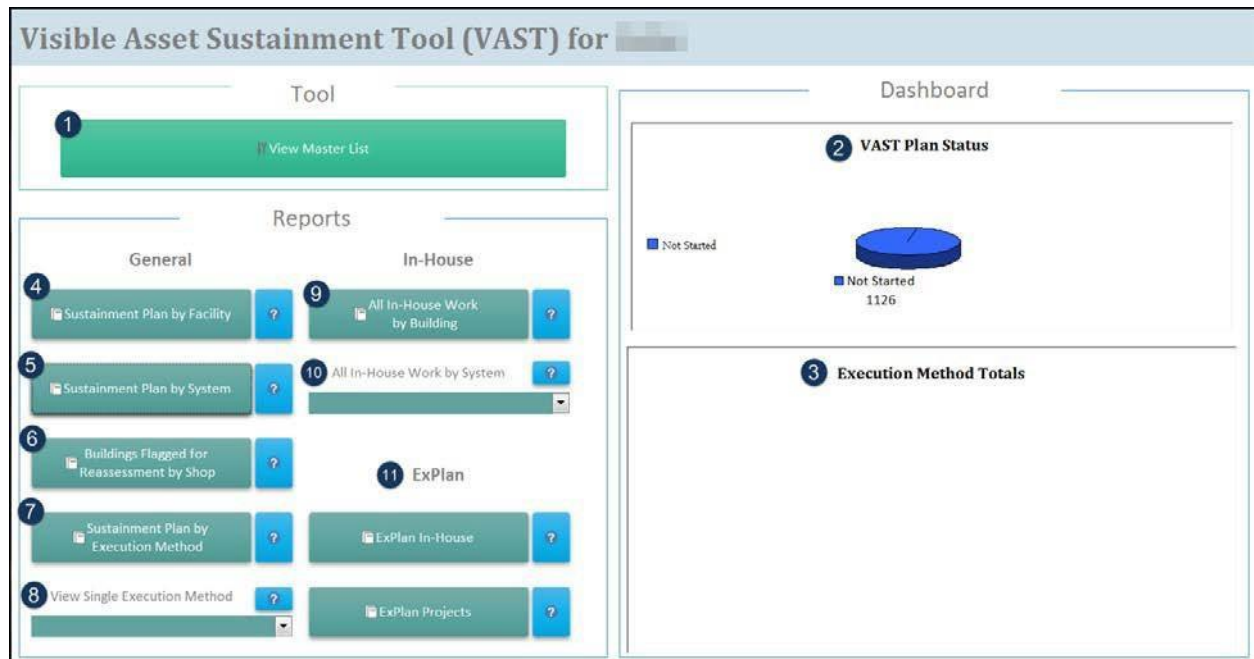 Visible Asset Sustainment Tool (VAST) for
Tool
1
View Master List
Reports
General
4
Sustainment Plan by Facility
?
5
Sustainment Plan by System
?
6
Buildings Flagged for
Reassessment by Shop
?
7
Sustainment Plan by
Execution Method
?
8 View Single Execution Method
?
In-House
9
All In-House Work
by Building
?
10 All In-House Work by System
?
11 ExPlan
ExPlan In-House
?
ExPlan Projects
?
Dashboard
2 VAST Plan Status
Not Started
Not Started
1126
3 Execution Method Totals